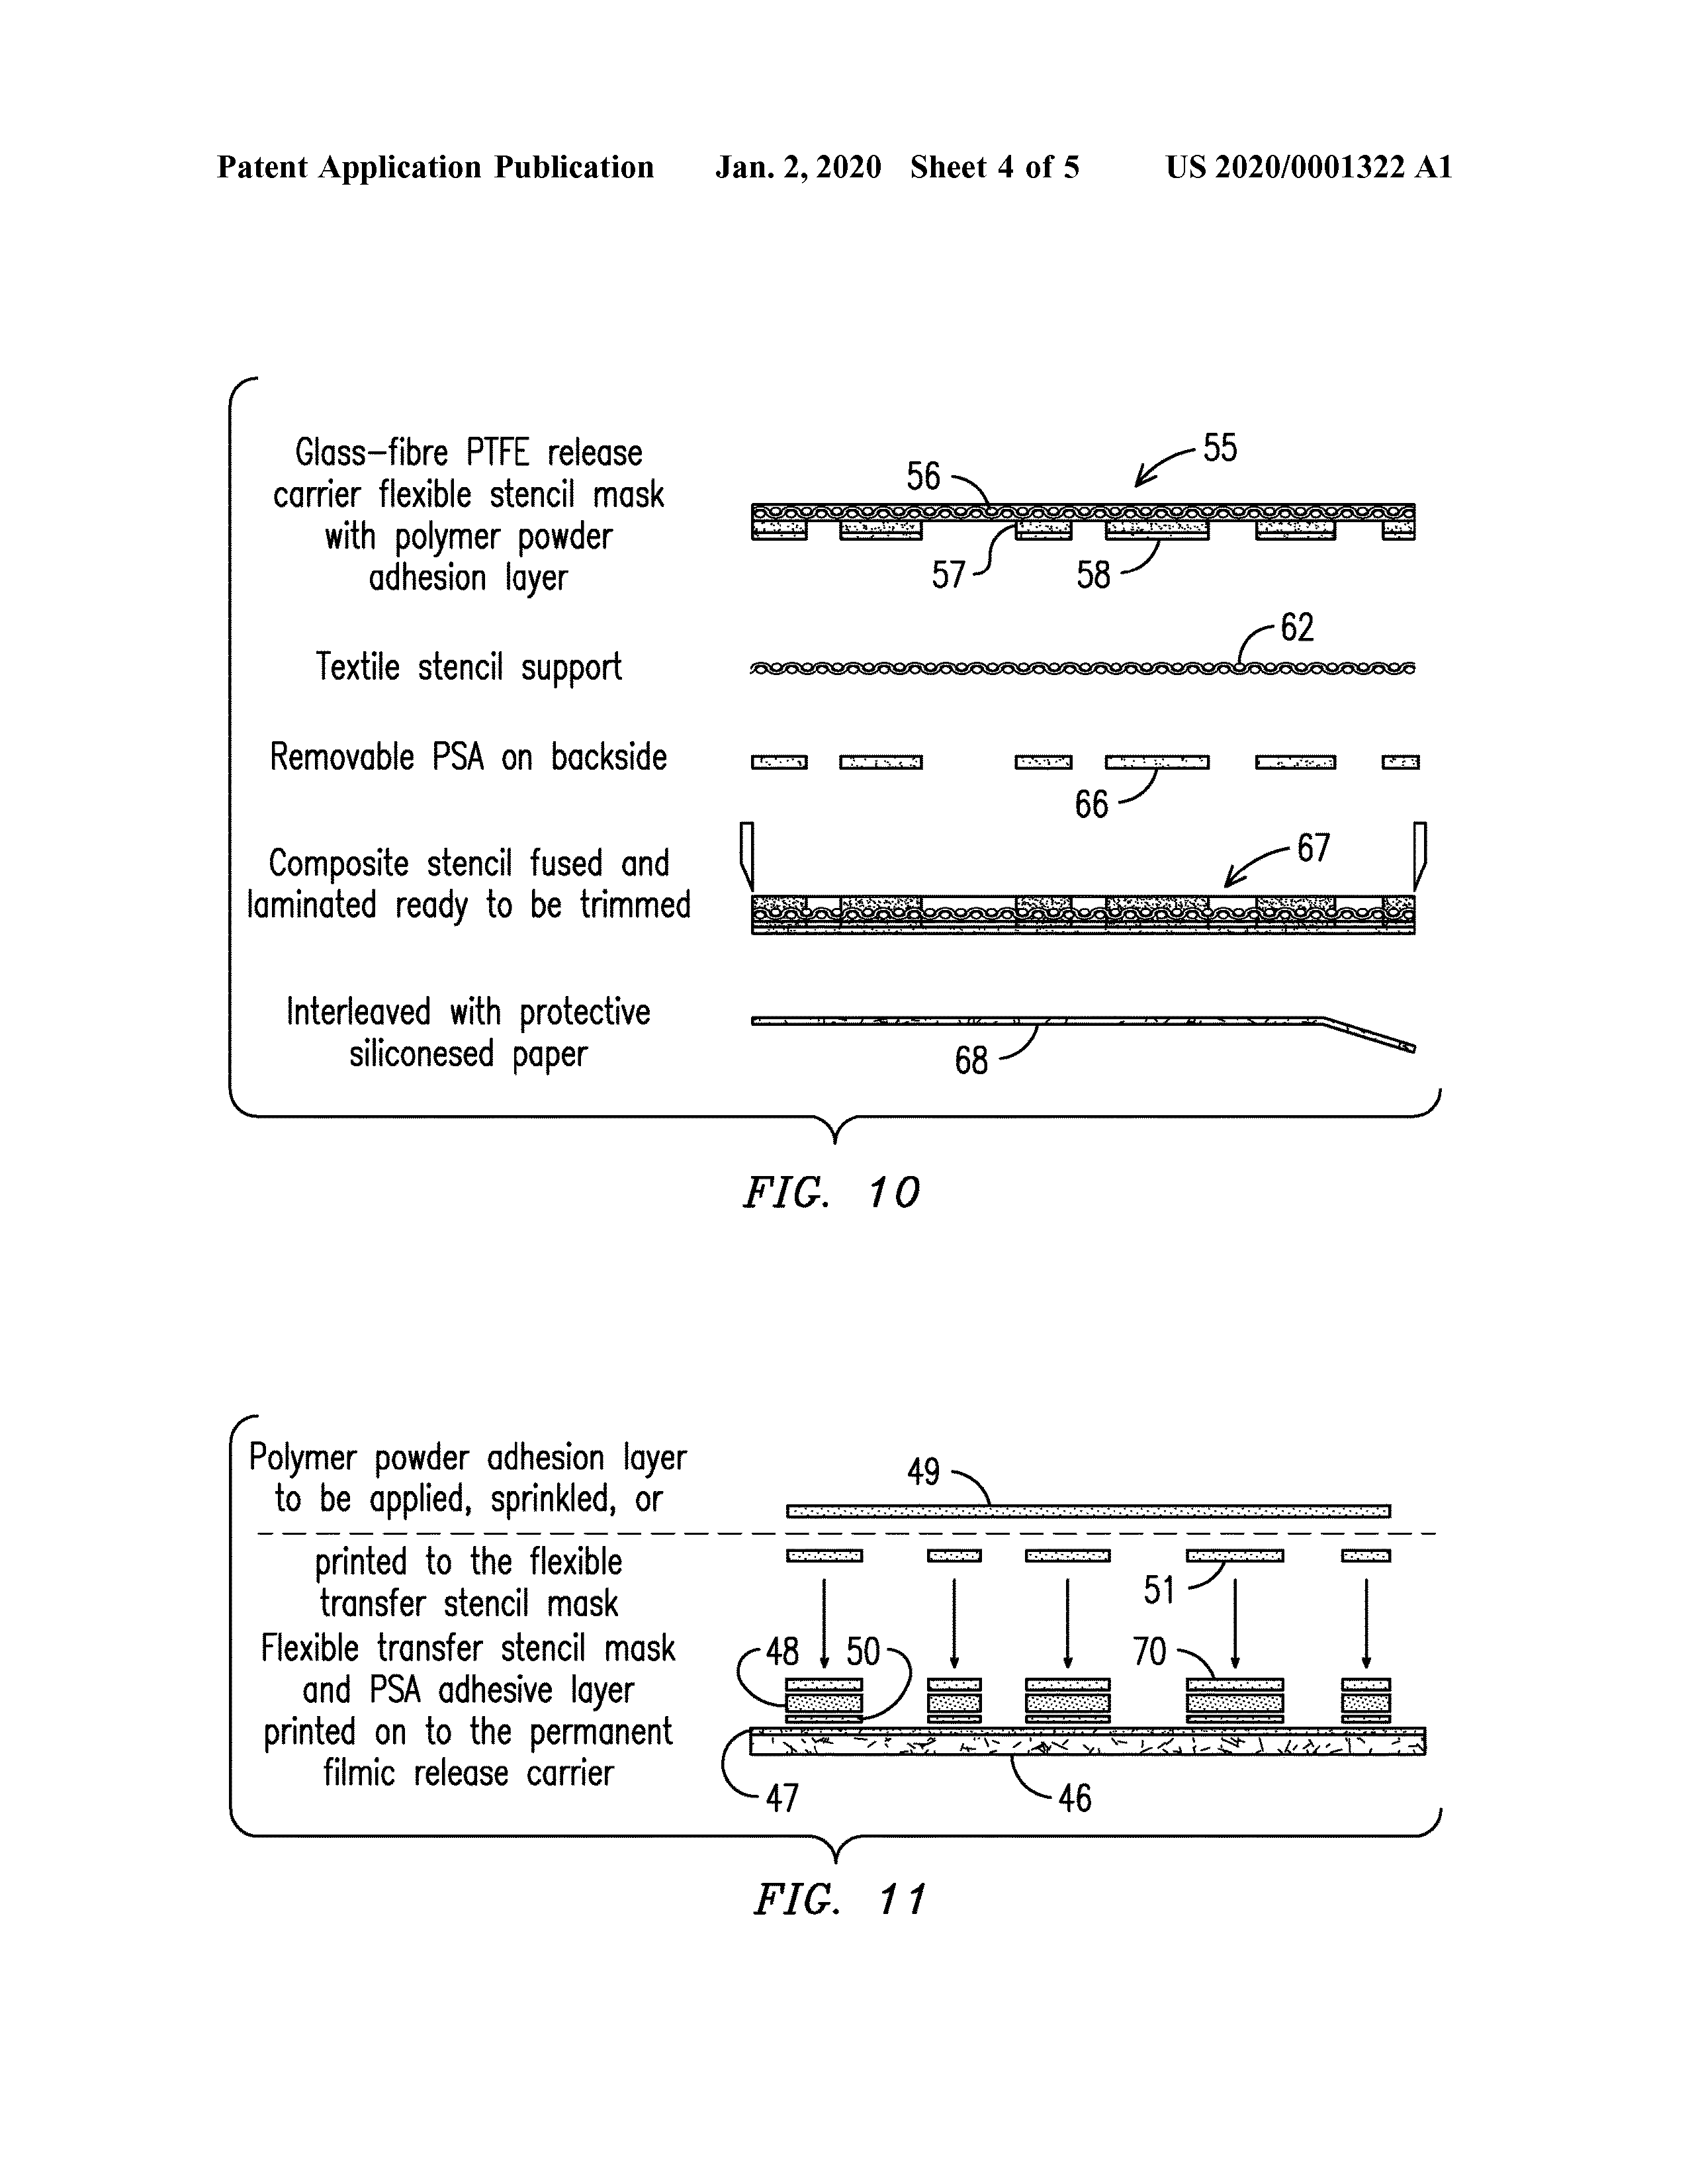 Patent Application Publication Jan. 2, 2020 Sheet 4 of 5 US 2020/0001322 A1
Glass-fibre PTFE release
carrier flexible stencil mask
with polymer powder
adhesion layer
55
56
57
58
Textile stencil support
62
Removable PSA on backside
66
Composite stencil fused and
laminated ready to be trimmed
67
Interleaved with protective
siliconesed paper
68
FIG. 10
Polymer powder adhesion layer
to be applied, sprinkled, or
49
printed to the flexible
transfer stencil mask
51
Flexible transfer stencil mask
and PSA adhesive layer
printed on to the permanent
filmic release carrier
48
50
70
47
46
FIG. 11